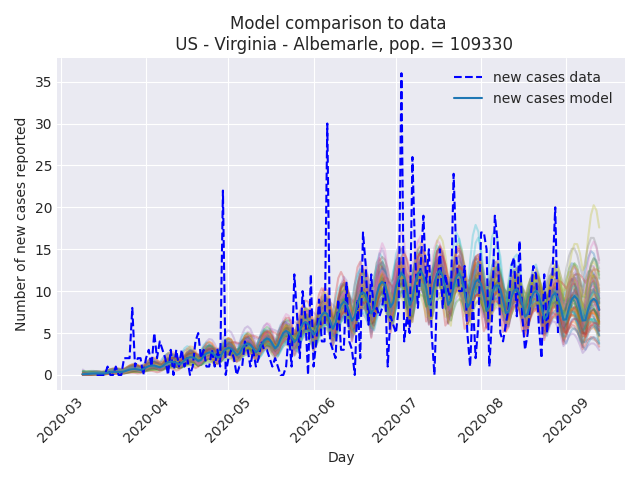 Model comparison to data
US - Virginia - Albemarle, pop. = 109330
new cases data
new cases model
Number of new cases reported
35
30
25
20
15
10
5
0
2020-03
2020-04
2020-05
2020-06
2020-07
2020-08
2020-09
Day